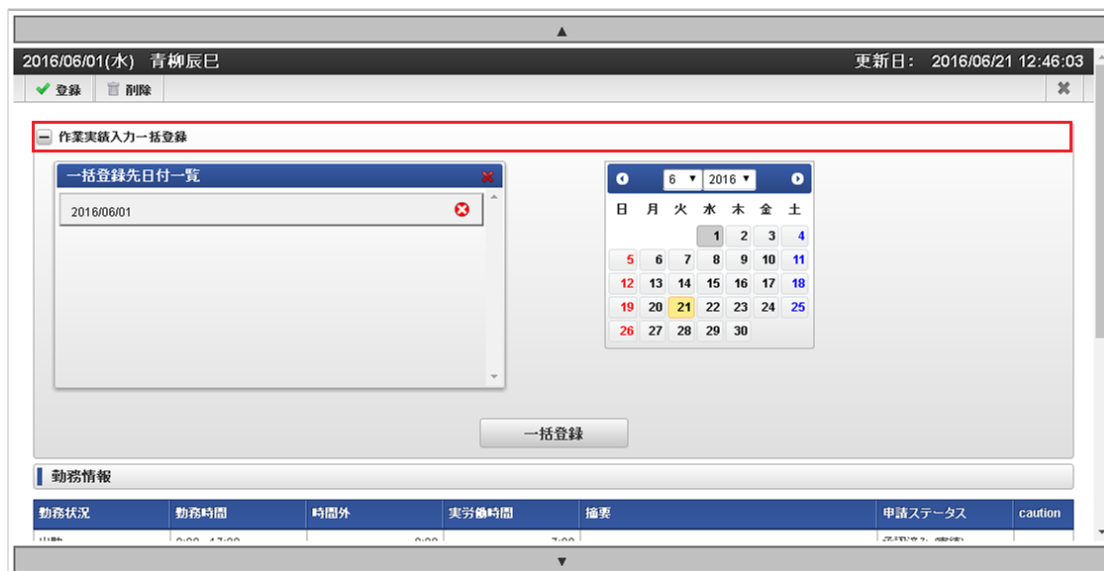 ▲
2016/06/01(水) 青柳辰巳 更新日： 2016/06/21 12:46:03
登録 削除
作業実績入力一括登録
一括登録先日付一覧
2016/06/01
6 ▼ 2016 ▼
日 月 火 水 木 金 土
1 2 3 4
5 6 7 8 9 10 11
12 13 14 15 16 17 18
19 20 21 22 23 24 25
26 27 28 29 30
一括登録
勤務情報
勤務状況 勤務時間 時間外 実労働時間 摘要 申請ステータス caution
▼